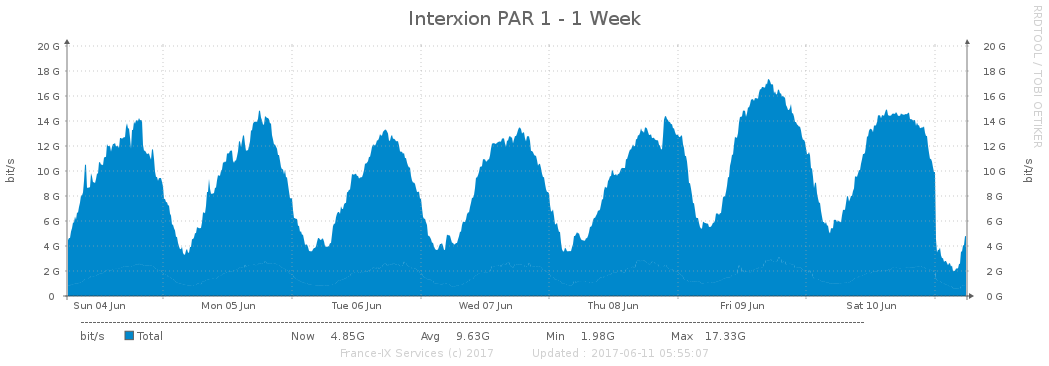 Interxion PAR 1 - 1 Week
RRDTOOL / TOBI OETIKER
bit/s
20 G
18 G
16 G
14 G
12 G
10 G
8 G
6 G
4 G
2 G
0
20 G
18 G
16 G
14 G
12 G
10 G
8 G
6 G
4 G
2 G
0 G
bit/s
Sun 04 Jun Mon 05 Jun Tue 06 Jun Wed 07 Jun Thu 08 Jun Fri 09 Jun Sat 10 Jun
bit/s Total Now 4.85G Avg 9.63G Min 1.98G Max 17.33G
France-IX Services (c) 2017 Updated : 2017-06-11 05:55:07